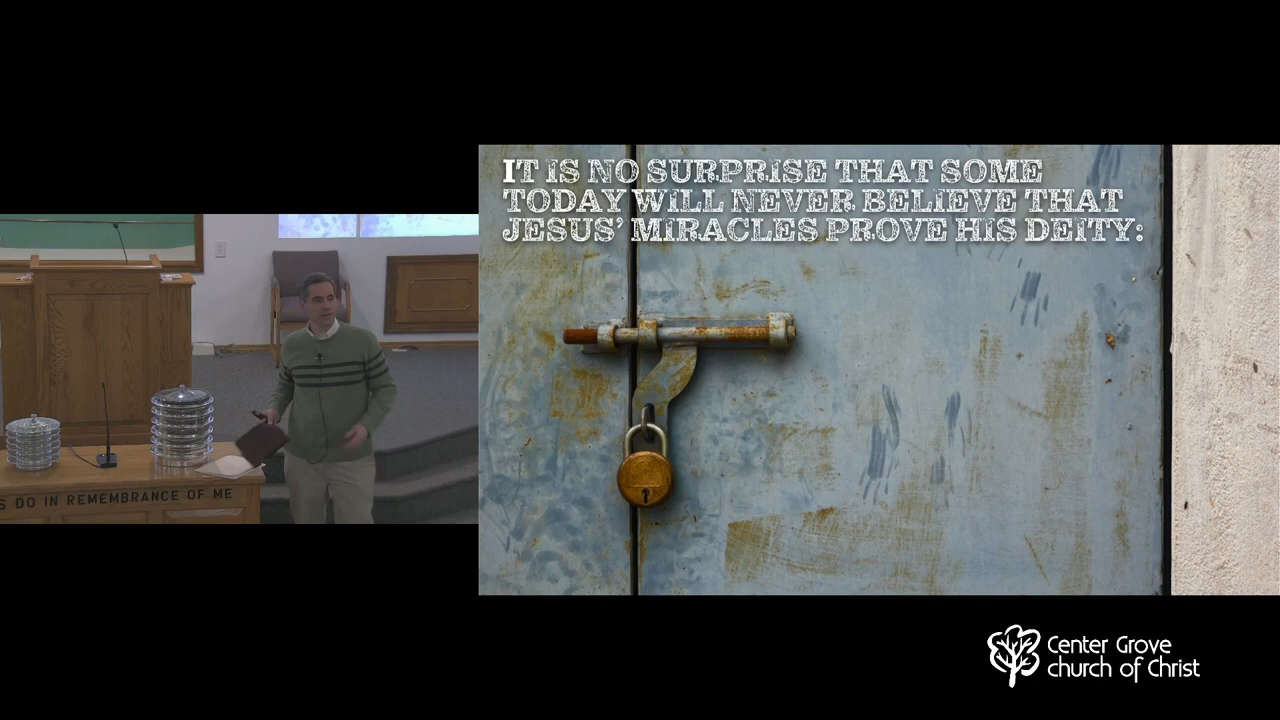 IT IS NO SURPRISE THAT SOME
TODAY WILL NEVER BELIEVE THAT
JESUS' MIRACLES PROVE HIS DEITY:
S DO IN REMEMBRANCE OF ME
Center Grove
church of Christ